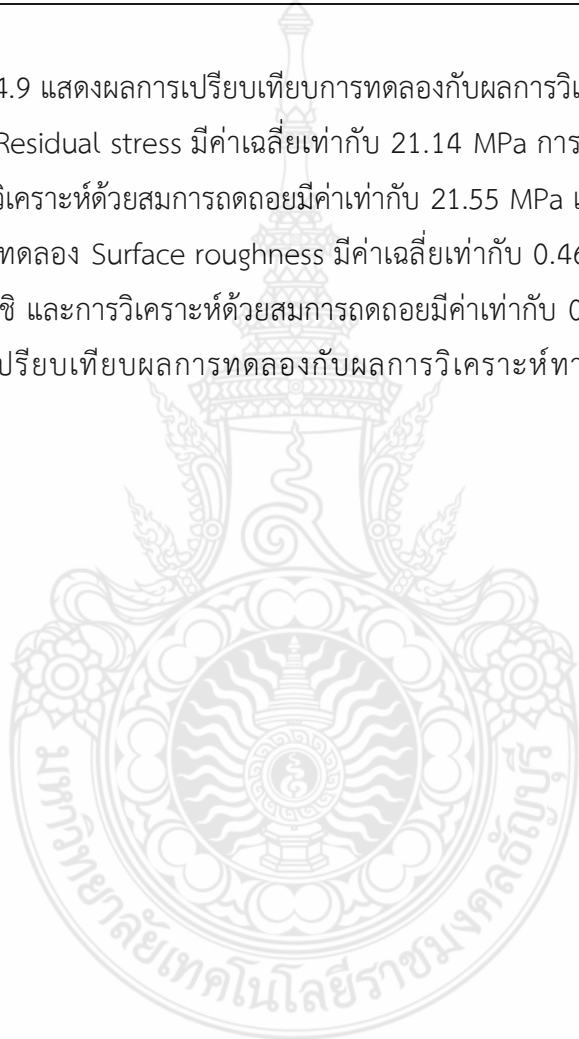 4.9 แสดงผลการเปรียบเทียบการทดลองกับผลการวิเ
Residual stress มีค่าเฉลี่ยเท่ากับ 21.14 MPa การ
วิเคราะห์ด้วยสมการถดถอยมีค่าเท่ากับ 21.55 MPa แ
ทดลอง Surface roughness มีค่าเฉลี่ยเท่ากับ 0.46
ชิ และการวิเคราะห์ด้วยสมการถดถอยมีค่าเท่ากับ 0
ปรียบเทียบผลการทดลองกับผลการวิเคราะห์ทา
มหาวิทยาลัยเทคโนโลยีราชมงคลธัญบุรี